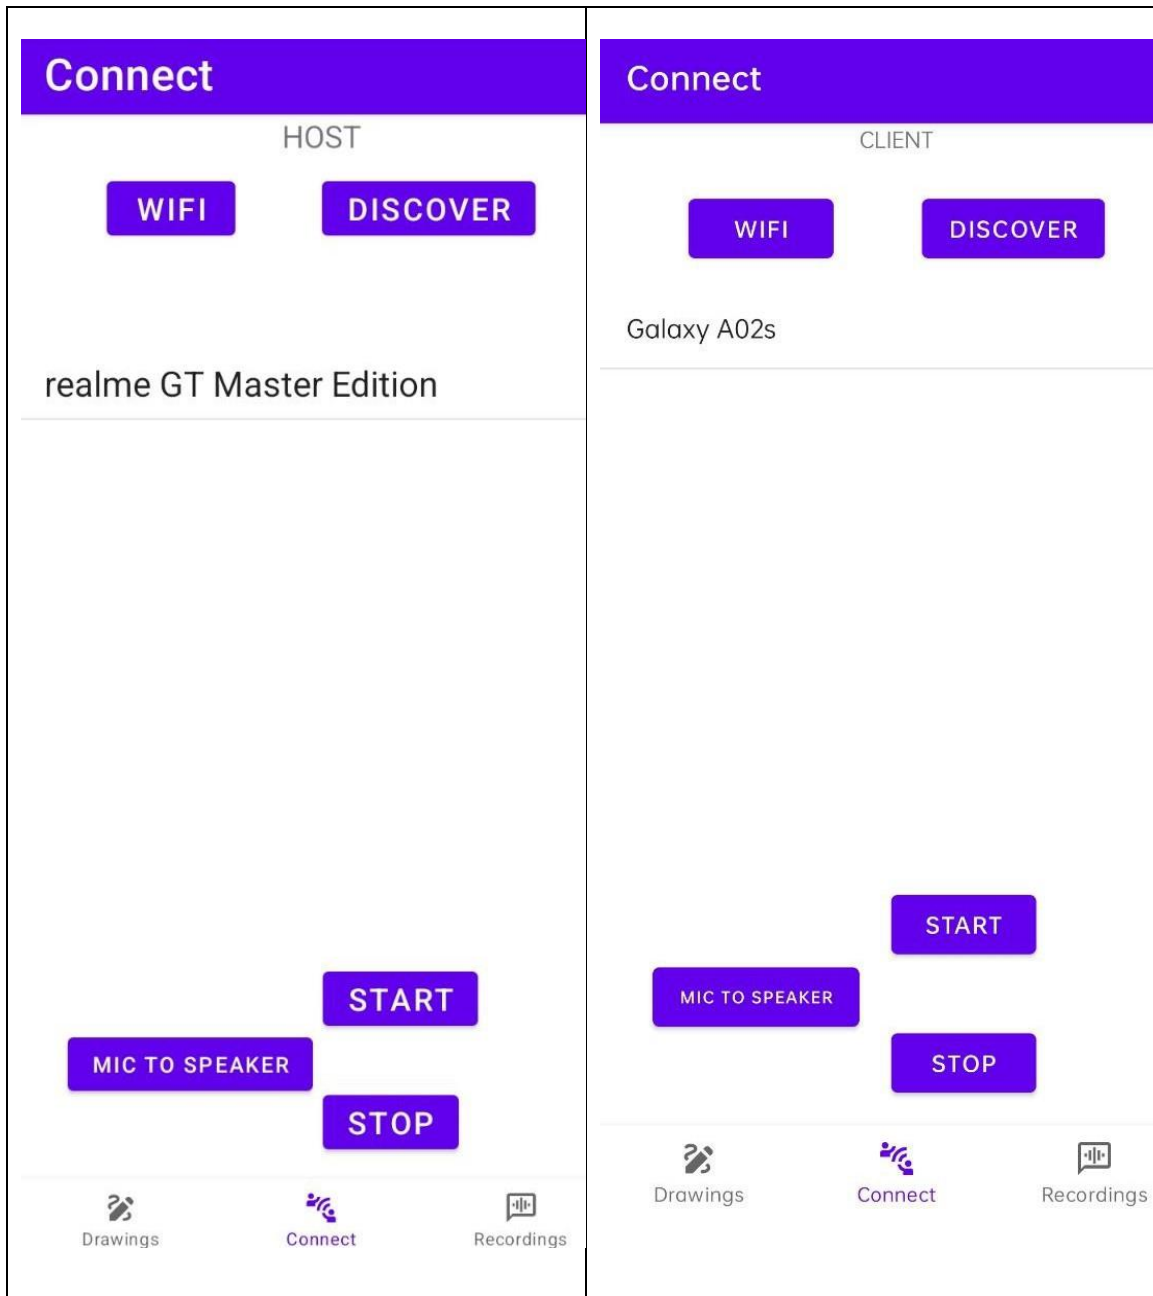 Connect
HOST
WIFI DISCOVER
realme GT Master Edition
START
MIC TO SPEAKER
STOP
Drawings Connect Recordings
Connect
CLIENT
WIFI DISCOVER
Galaxy A02s
START
MIC TO SPEAKER
STOP
Drawings Connect Recordings